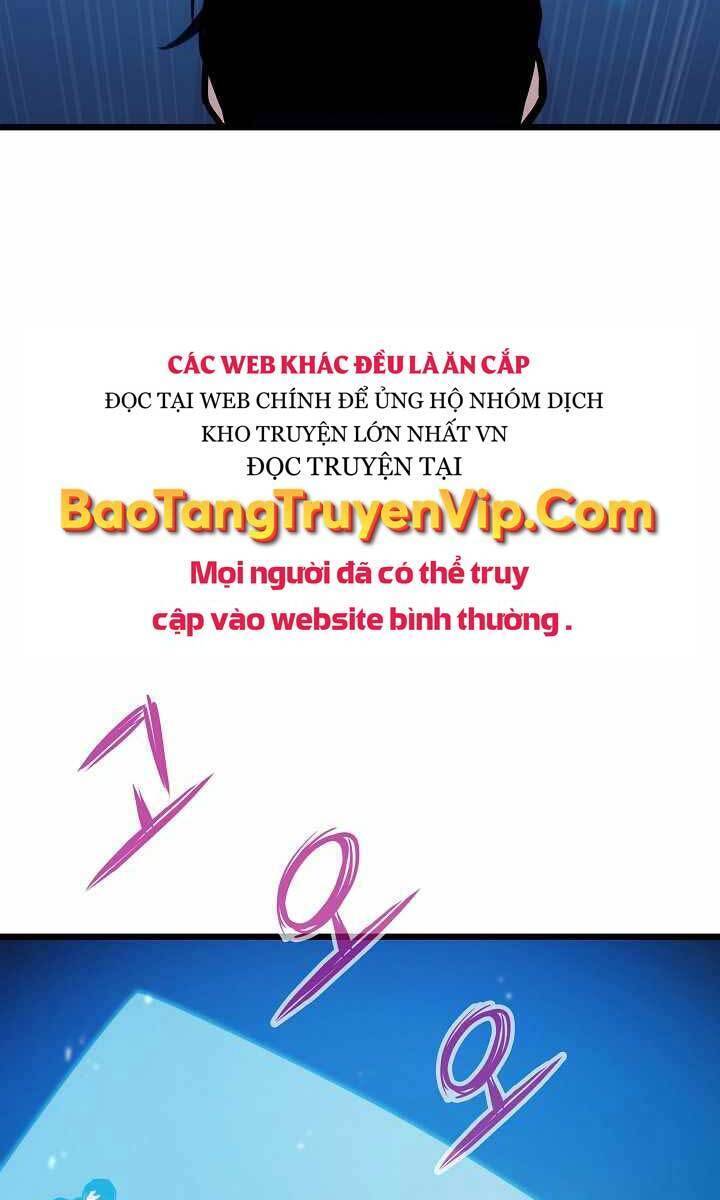 CÁC WEB KHÁC ĐỀU LÀ ĂN CẮP
ĐỌC TẠI WEB CHÍNH ĐỂ ỦNG HỘ NHÓM DỊCH
KHO TRUYỆN LỚN NHẤT VN
ĐỌC TRUYỆN TẠI
BaoTangTruyenVip.Com
Mọi người đã có thể truy
cập vào website bình thường.
고
오
오